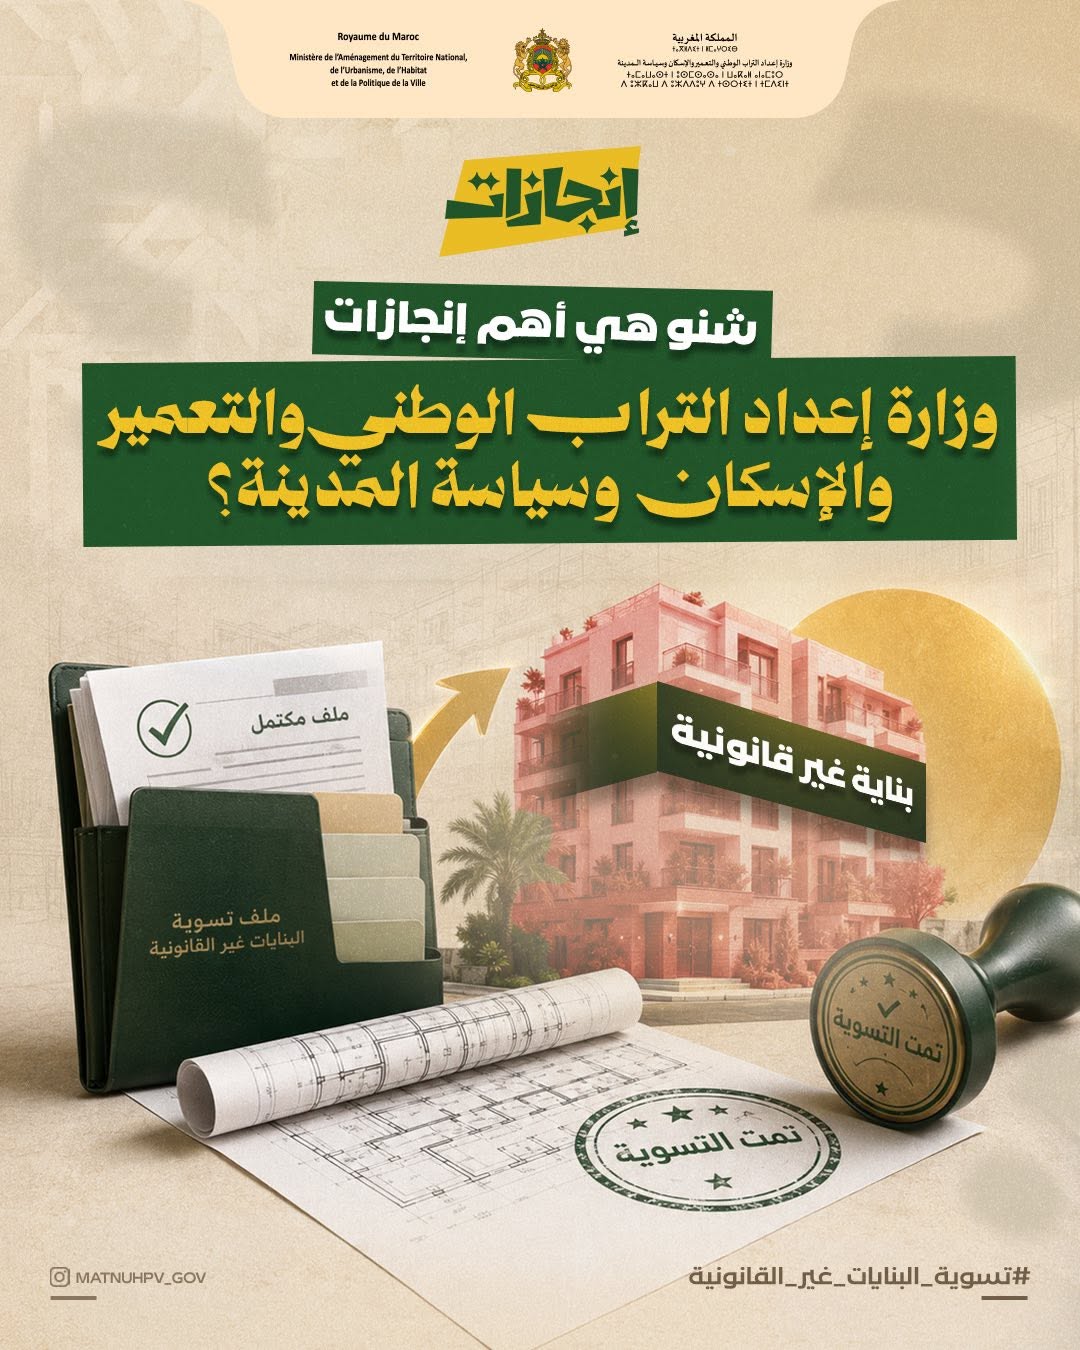 Royaume du Maroc
Ministère de l'Aménagement du Territoire National,
de l'Urbanisme, de l'Habitat
et de la Politique de la Ville
المملكة المغربية
ⵜⴰⴳⵍⴷⵉⵜ ⵏ ⵍⵎⵖⵔⵉⴱ
وزارة إعداد التراب الوطني والتعمير والإسكان وسياسة المدينة
إنجازات
شنو هي أهم إنجازات
وزارة إعداد التراب الوطني والتعمير
والإسكان وسياسة المدينة؟
ملف مكتمل
بناية غير قانونية
ملف تسوية
البنايات غير القانونية
تمت التسوية
تمت التسوية
MATNUHPV_GOV
#تسوية_البنايات_غير_القانونية